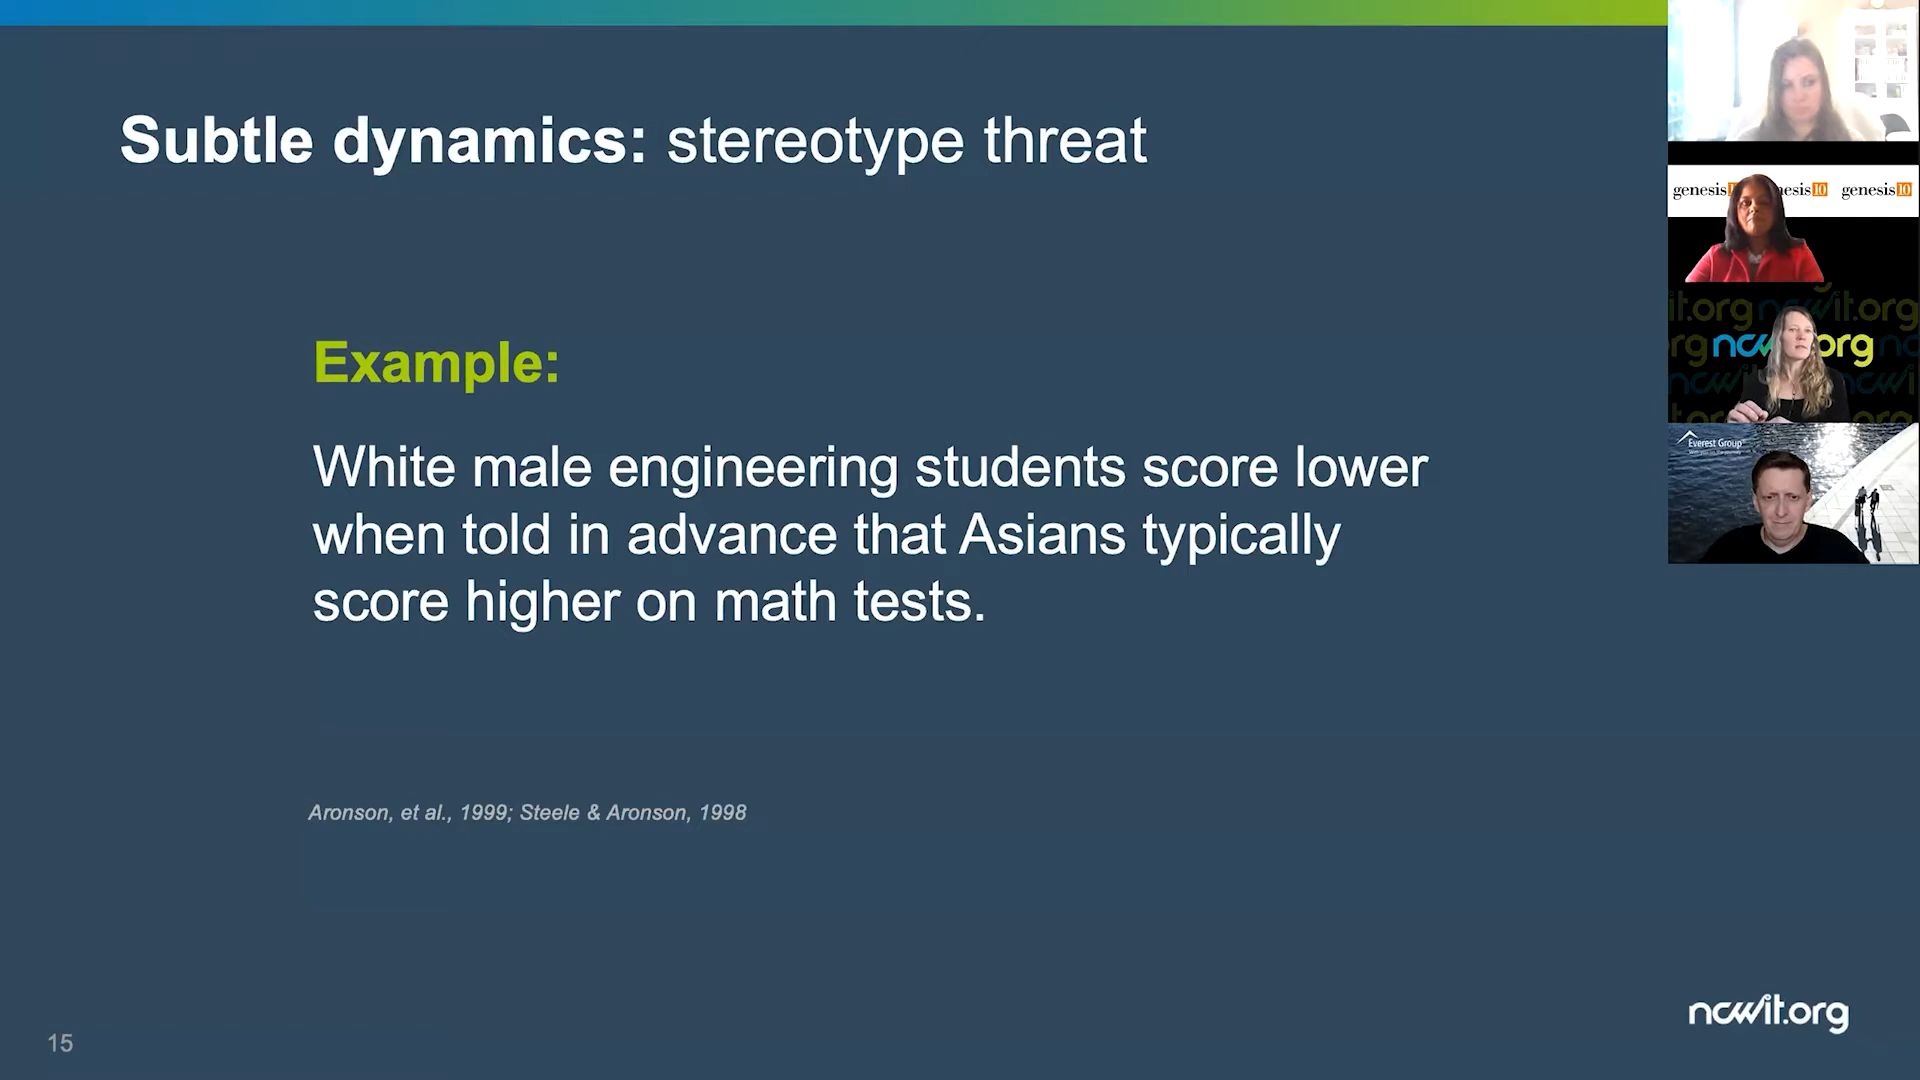 Subtle dynamics: stereotype threat
Example:
White male engineering students score lower
when told in advance that Asians typically
score higher on math tests.
Aronson, et al., 1999; Steele & Aronson, 1998
15
ncwit.org
genesis10 genesis10
ncwit.org
Everest Group